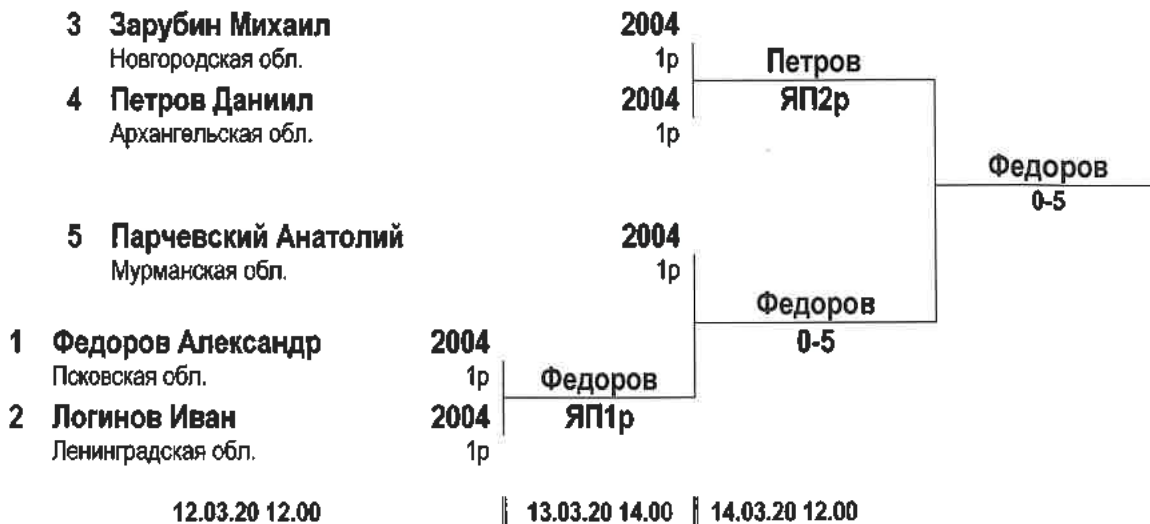 3 Зарубин Михаил 2004
Новгородская обл. 1р
Петров
4 Петров Даниил 2004 ЯП2р
Архангельская обл. 1р
Федоров
0-5
5 Парчевский Анатолий 2004
Мурманская обл. 1р
Федоров
0-5
1 Федоров Александр 2004
Псковская обл. 1р
Федоров
2 Логинов Иван 2004 ЯП1р
Ленинградская обл. 1р
12.03.20 12.00 13.03.20 14.00 14.03.20 12.00